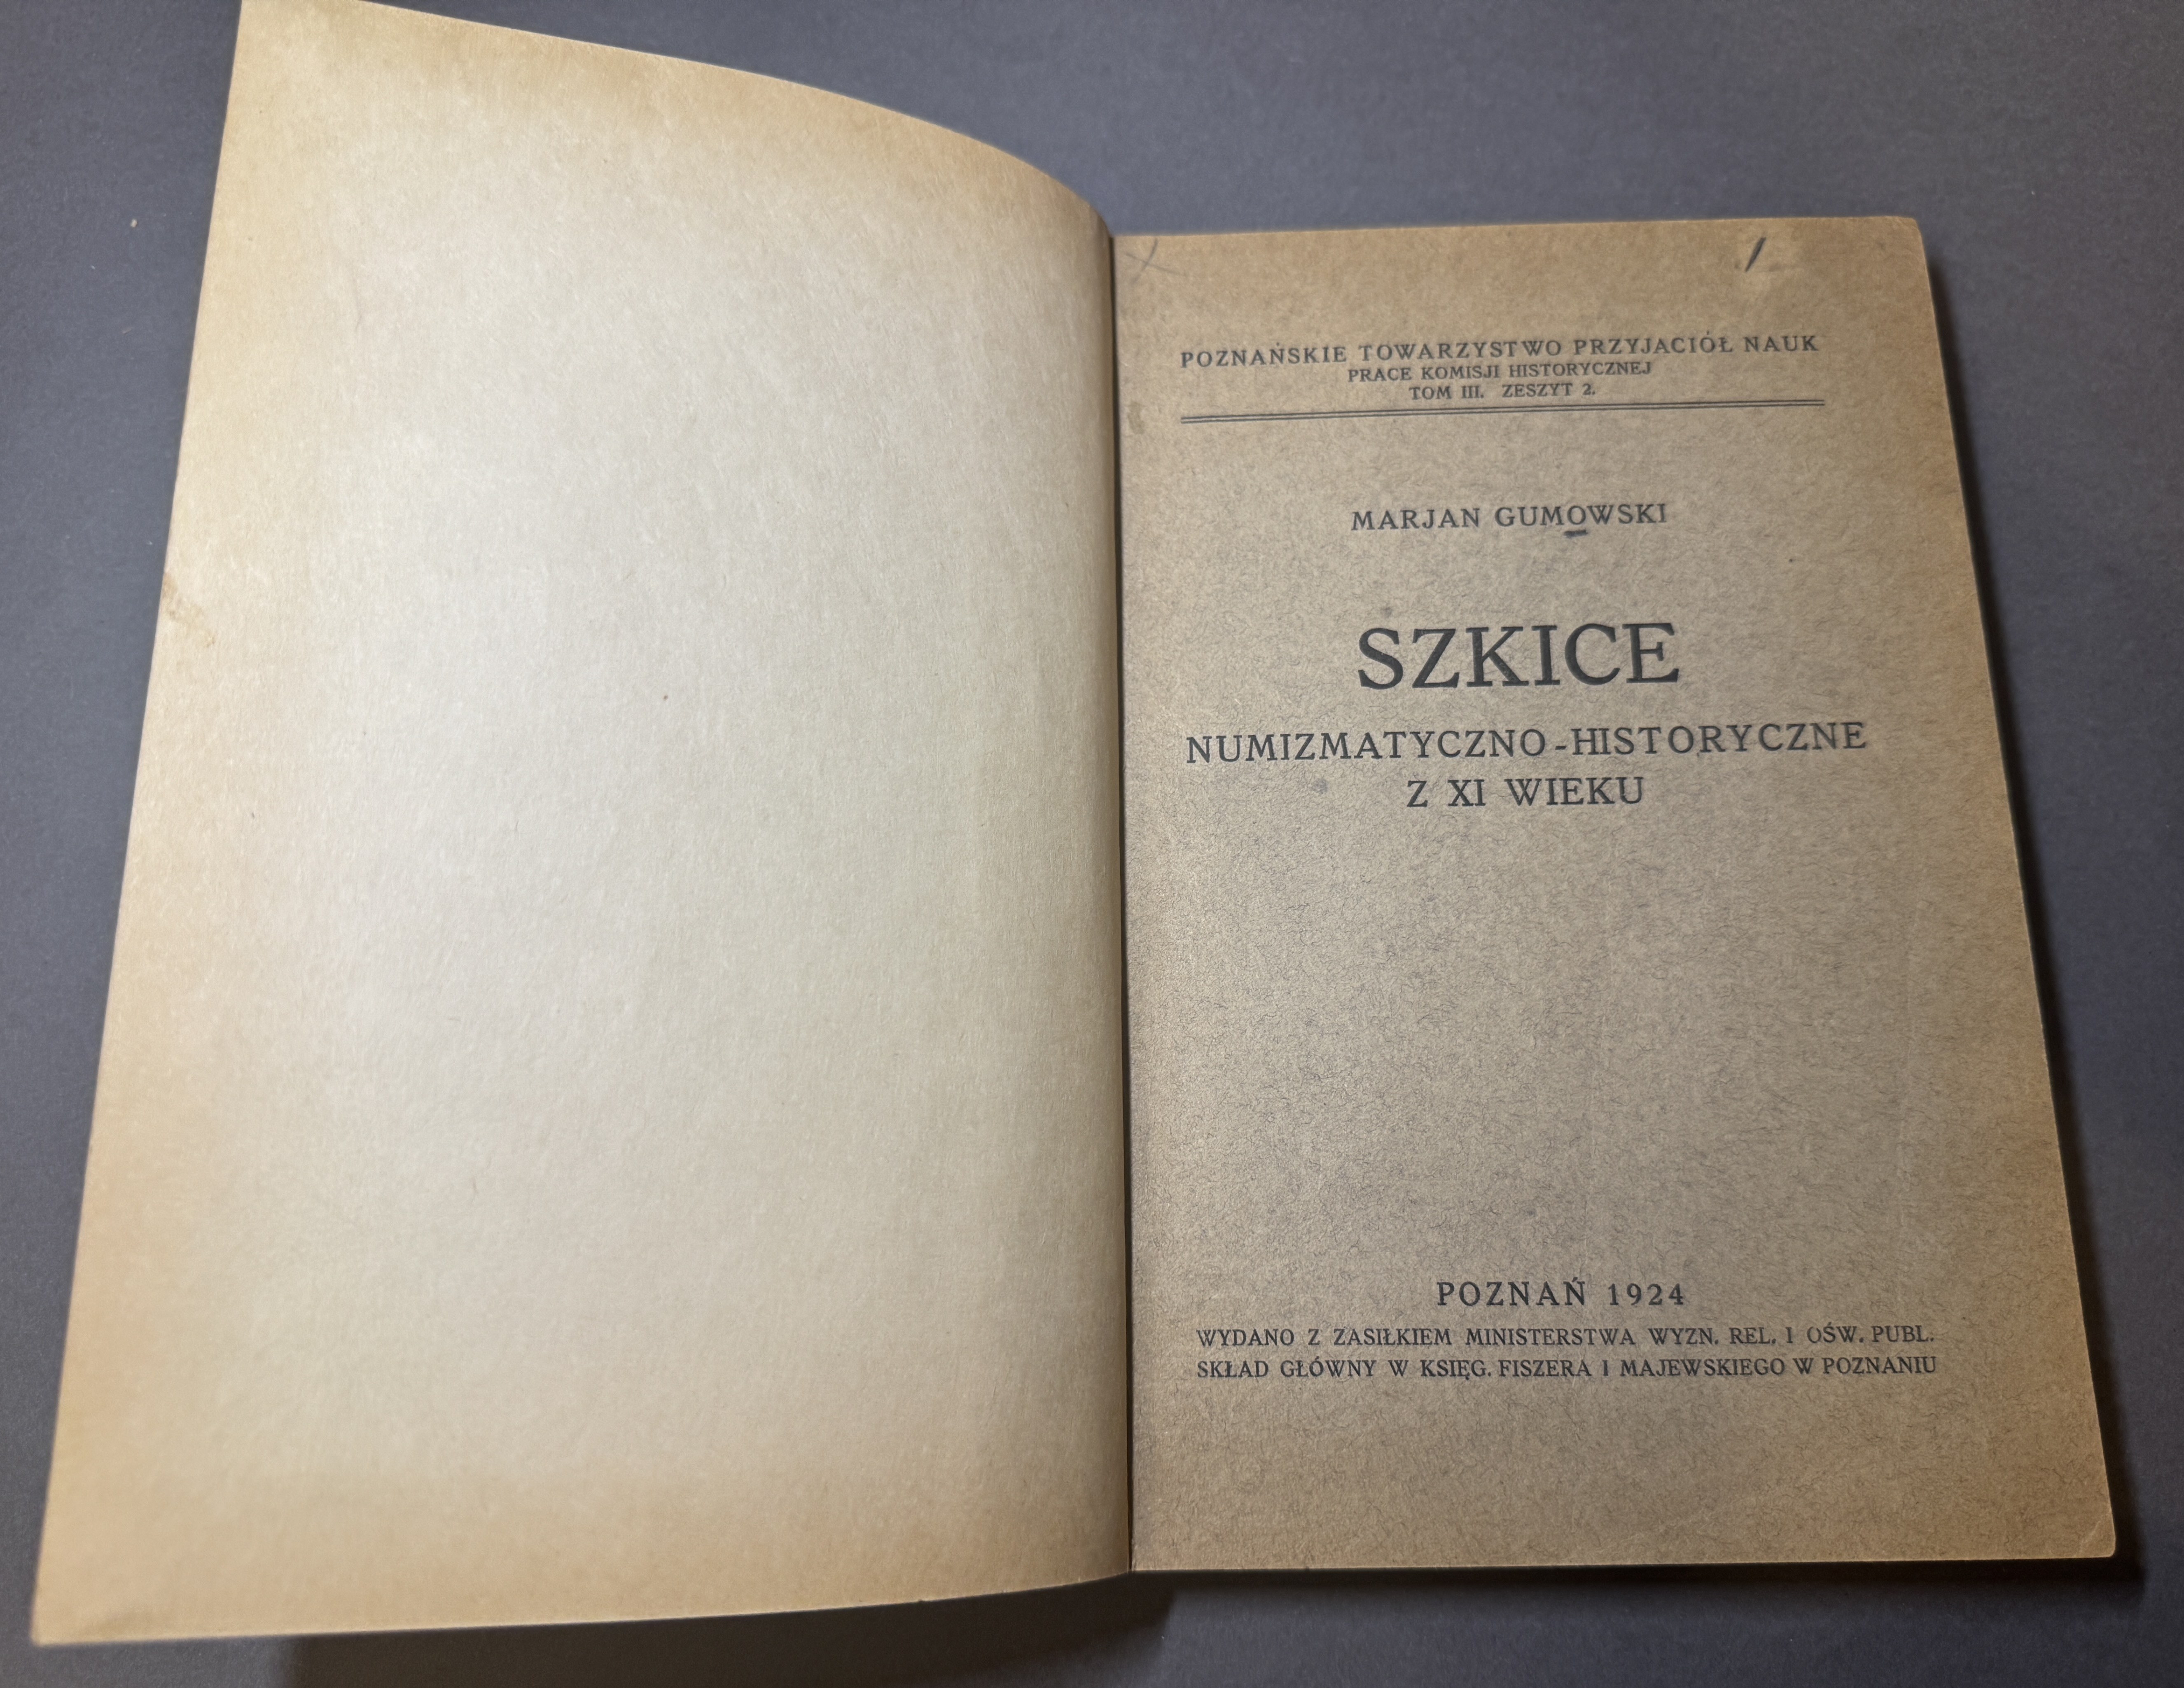 POZNAŃSKIE TOWARZYSTWO PRZYJACIÓŁ NAUK
PRACE KOMISJI HISTORYCZNEJ
TOM III. ZESZYT 2.
MARJAN GUMOWSKI
SZKICE
NUMIZMATYCZNO-HISTORYCZNE
Z XI WIEKU
POZNAŃ 1924
WYDANO Z ZASIŁKIEM MINISTERSTWA WYZN. REL. I OŚW. PUBL.
SKŁAD GŁÓWNY W KSIĘG. FISZERA I MAJEWSKIEGO W POZNANIU